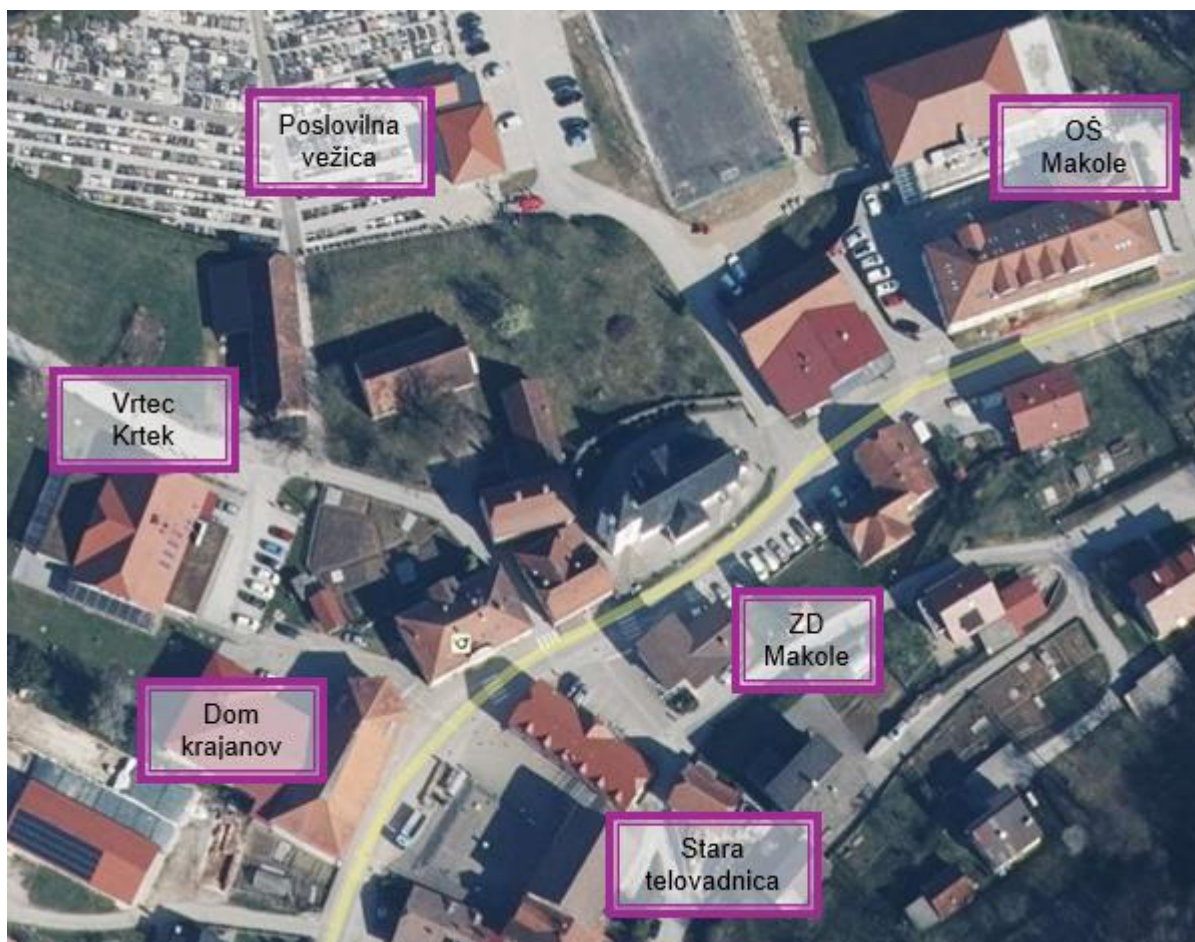 Poslovilna
vežica
OŠ
Makole
Vrtec
Krtek
ZD
Makole
Dom
krajanov
Stara
telovadnica